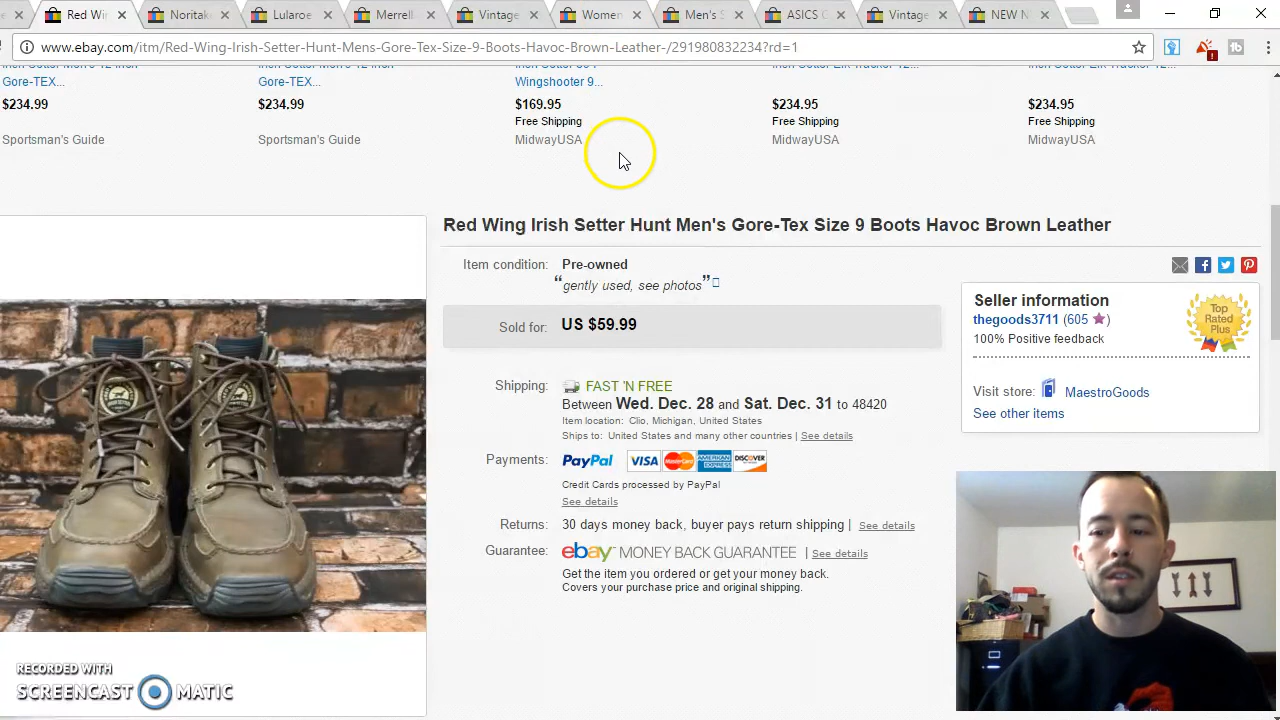 Red Win
Noritak
Lularoe
Merrell
Vintage
Women
Men's S
ASICS G
Vintage
NEW N
www.ebay.com/itm/Red-Wing-Irish-Setter-Hunt-Mens-Gore-Tex-Size-9-Boots-Havoc-Brown-Leather-/291980832234?rd=1
Gore-TEX...
Gore-TEX...
Wingshooter 9...
$234.99
$234.99
$169.95
$234.95
$234.95
Free Shipping
Free Shipping
Free Shipping
Sportsman's Guide
Sportsman's Guide
MidwayUSA
MidwayUSA
MidwayUSA
Red Wing Irish Setter Hunt Men's Gore-Tex Size 9 Boots Havoc Brown Leather
Item condition:
Pre-owned
“gently used, see photos”
Sold for:
US $59.99
Shipping:
FAST 'N FREE
Between Wed. Dec. 28 and Sat. Dec. 31 to 48420
Item location: Clio, Michigan, United States
Ships to: United States and many other countries | See details
Payments:
PayPal VISA MasterCard AMERICAN EXPRESS DISCOVER
Credit Cards processed by PayPal
See details
Returns:
30 days money back, buyer pays return shipping | See details
Guarantee:
ebay MONEY BACK GUARANTEE | See details
Get the item you ordered or get your money back.
Covers your purchase price and original shipping.
Seller information
thegoods3711 (605 )
100% Positive feedback
Top
Rated
Plus
Visit store:
MaestroGoods
See other items
RECORDED WITH
SCREENCAST MATIC